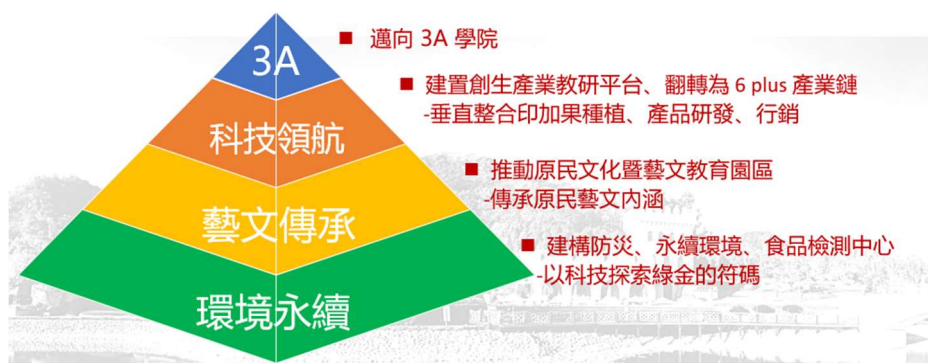 3A
■ 邁向 3A 學院
科技領航
■ 建置創生產業教研平台、翻轉為 6 plus 產業鏈
-垂直整合印加果種植、產品研發、行銷
藝文傳承
■ 推動原民文化暨藝文教育園區
-傳承原民藝文內涵
環境永續
■ 建構防災、永續環境、食品檢測中心
-以科技探索綠金的符碼